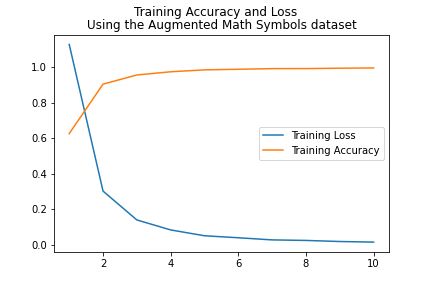 Training Accuracy and Loss
Using the Augmented Math Symbols dataset
1.0
0.8
0.6
0.4
0.2
0.0
Training Loss
Training Accuracy
2
4
6
8
10